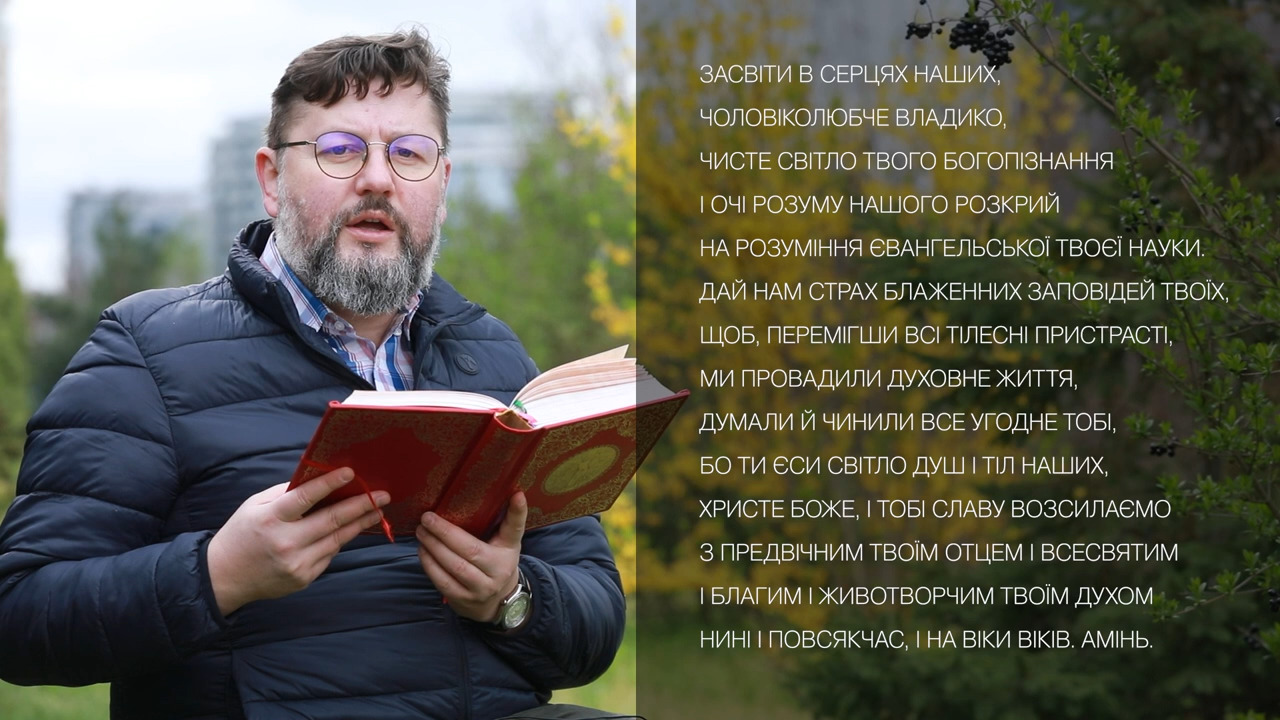 ЗАСВІТИ В СЕРЦЯХ НАШИХ,
ЧОЛОВІКОЛЮБЧЕ ВЛАДИКО,
ЧИСТЕ СВІТЛО ТВОГО БОГОПІЗНАННЯ
І ОЧІ РОЗУМУ НАШОГО РОЗКРИЙ
НА РОЗУМІННЯ ЄВАНГЕЛЬСЬКОЇ ТВОЄЇ НАУКИ.
ДАЙ НАМ СТРАХ БЛАЖЕННИХ ЗАПОВІДЕЙ ТВОЇХ,
ЩОБ, ПЕРЕМІГШИ ВСІ ТІЛЕСНІ ПРИСТРАСТІ,
МИ ПРОВАДИЛИ ДУХОВНЕ ЖИТТЯ,
ДУМАЛИ Й ЧИНИЛИ ВСЕ УГОДНЕ ТОБІ,
БО ТИ ЄСИ СВІТЛО ДУШ І ТІЛ НАШИХ,
ХРИСТЕ БОЖЕ, І ТОБІ СЛАВУ ВОЗСИЛАЄМО
З ПРЕДВІЧНИМ ТВОЇМ ОТЦЕМ І ВСЕСВЯТИМ
І БЛАГИМ І ЖИВОТВОРЧИМ ТВОЇМ ДУХОМ
НИНІ І ПОВСЯКЧАС, І НА ВІКИ ВІКІВ. АМІНЬ.